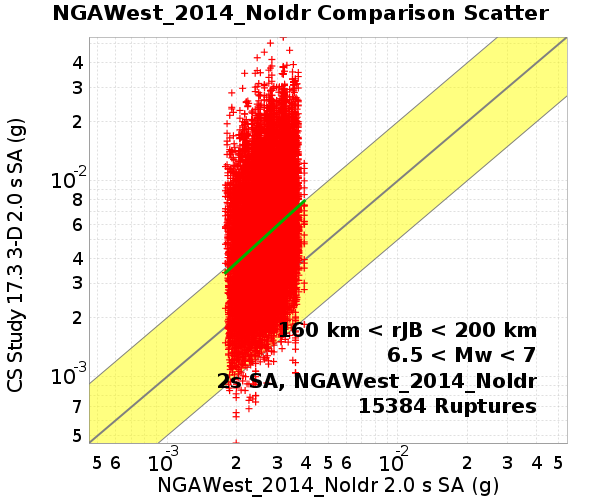 NGAWest_2014_NoIdr Comparison Scatter
CS Study 17.3 3-D 2.0 s SA (g)
4
3
2
10⁻²
8
6
4
3
2
10⁻³
7
5
160 km < rJB < 200 km
6.5 < Mw < 7
2s SA, NGAWest_2014_NoIdr
15384 Ruptures
5 6 10⁻³ 2 3 4 5 6 10⁻² 2 3 4 5
NGAWest_2014_NoIdr 2.0 s SA (g)